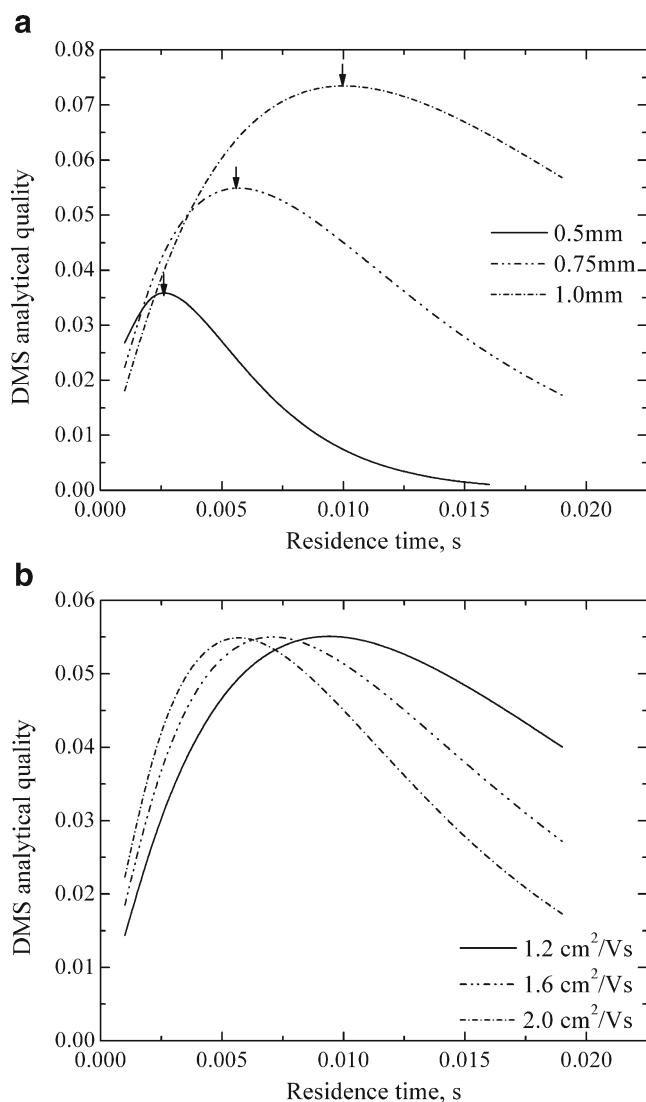 a
0.08
0.07
0.06
0.05
0.04
0.03
0.02
0.01
0.00
DMS analytical quality
0.5mm
0.75mm
1.0mm
0.000 0.005 0.010 0.015 0.020
Residence time, s
b
0.06
0.05
0.04
0.03
0.02
0.01
0.00
DMS analytical quality
1.2 cm²/Vs
1.6 cm²/Vs
2.0 cm²/Vs
0.000 0.005 0.010 0.015 0.020
Residence time, s